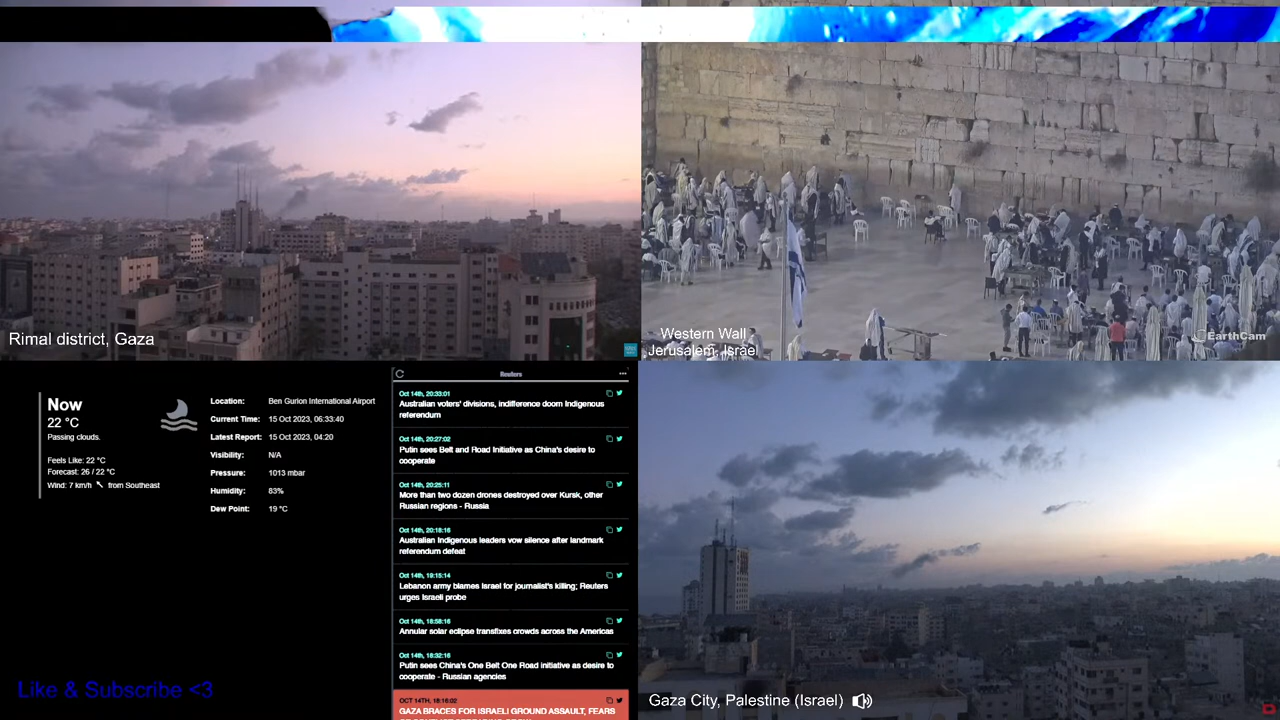 Rimal district, Gaza
Western Wall
Jerusalem, Israel
EarthCam
Now
22 °C
Passing clouds.
Feels Like: 22 °C
Forecast: 26 / 22 °C
Wind: 7 km/h from Southeast
Location: Ben Gurion International Airport
Current Time: 15 Oct 2023, 06:33:40
Latest Report: 15 Oct 2023, 04:20
Visibility: N/A
Pressure: 1013 mbar
Humidity: 83%
Dew Point: 19 °C
Like & Subscribe <3
Reuters
Oct 14th, 20:33:01
Australian voters' divisions, indifference doom Indigenous
referendum
Oct 14th, 20:27:02
Putin sees Belt and Road Initiative as China's desire to
cooperate
Oct 14th, 20:25:11
More than two dozen drones destroyed over Kursk, other
Russian regions - Russia
Oct 14th, 20:18:16
Australian Indigenous leaders vow silence after landmark
referendum defeat
Oct 14th, 19:15:14
Lebanon army blames Israel for journalist's killing; Reuters
urges Israeli probe
Oct 14th, 18:58:16
Annular solar eclipse transfixes crowds across the Americas
Oct 14th, 18:32:16
Putin sees China's One Belt One Road initiative as desire to
cooperate - Russian agencies
OCT 14TH, 18:16:02
GAZA BRACES FOR ISRAELI GROUND ASSAULT, FEARS
Gaza City, Palestine (Israel)